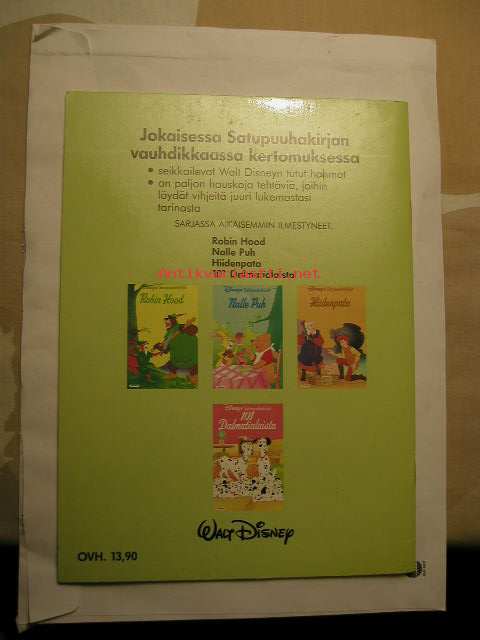 Jokaisessa Satupuuhakirjan
vauhdikkaassa kertomuksessa
• seikkailevat Walt Disneyn tutut hahmot
• on paljon hauskoja tehtäviä, joihin
löydät vihjeitä juuri lukemastasi
tarinasta
SARJASSA AIKAISEMMIN ILMESTYNEET:
Robin Hood
Nalle Puh
Hiidenpata
101 Dalmatialaista
Robin Hood
Nalle Puh
Hiidenpata
101
Dalmatialaista
WALT DISNEY
OVH. 13,90